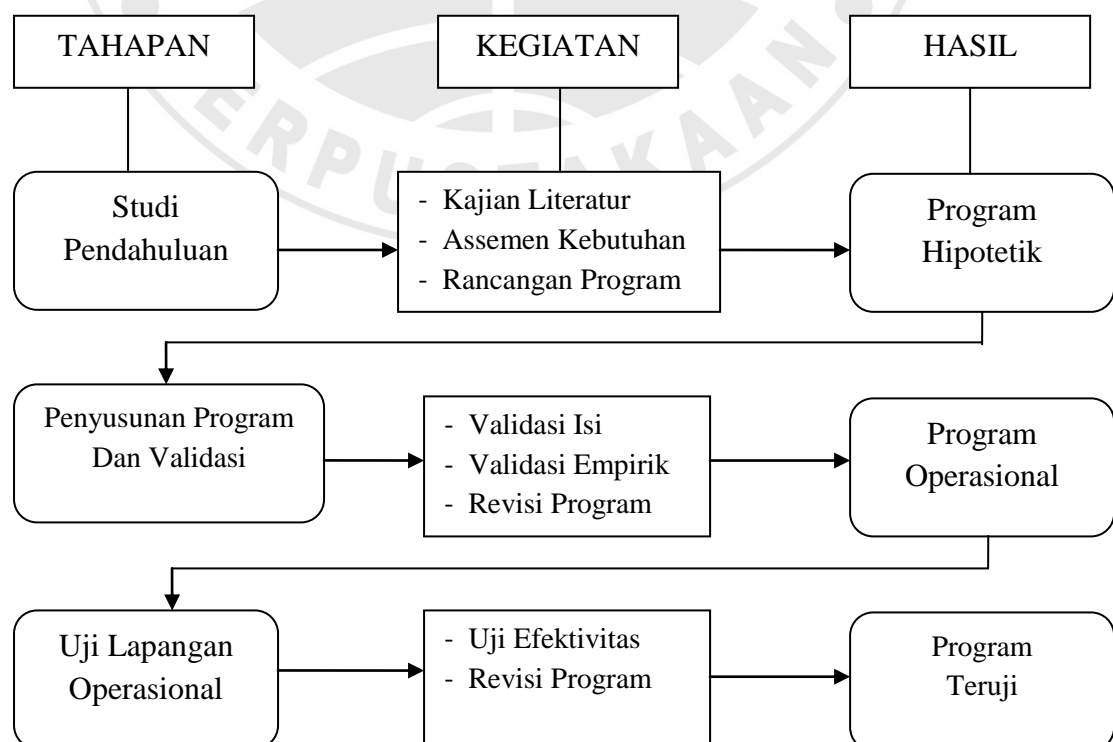 TAHAPAN
KEGIATAN
HASIL
Studi
Pendahuluan
- Kajian Literatur
- Assemen Kebutuhan
- Rancangan Program
Program
Hipotetik
Penyusunan Program
Dan Validasi
- Validasi Isi
- Validasi Empirik
- Revisi Program
Program
Operasional
Uji Lapangan
Operasional
- Uji Efektivitas
- Revisi Program
Program
Teruji
ERPUSTAKAAN